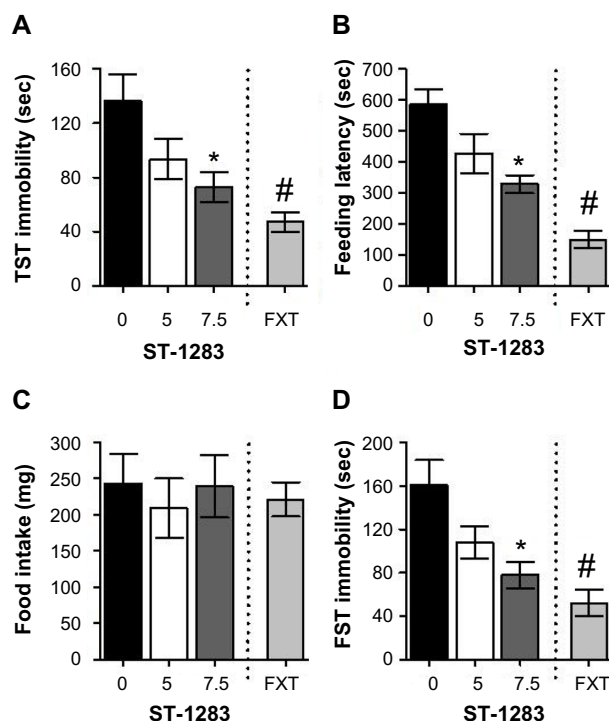 A
TST immobility (sec)
160
120
80
40
0
*
#
0 5 7.5 FXT
ST-1283
B
Feeding latency (sec)
700
600
500
400
300
200
100
0
*
#
0 5 7.5 FXT
ST-1283
C
Food intake (mg)
300
250
200
150
100
50
0
0 5 7.5 FXT
ST-1283
D
FST immobility (sec)
200
160
120
80
40
0
*
#
0 5 7.5 FXT
ST-1283